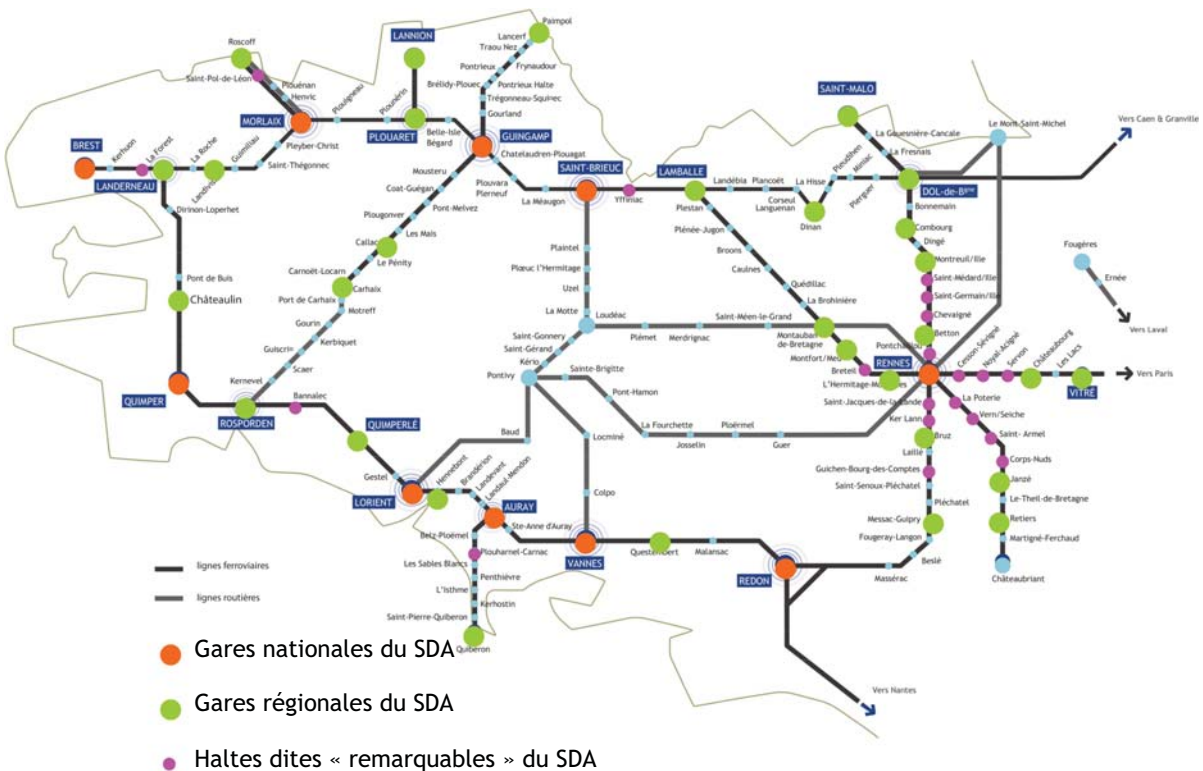 Paimpol
Lancerf
Traou Nez
Frynaudour
Pontrieux
Pontrieux Halte
Brélidy-Plouec
Trégonneau-Squiffiec
Gourland
LANNION
Roscoff
Saint-Pol-de-Léon
Plouénan
Henvic
MORLAIX
Plouigneau
Plounérin
PLOUARET
Belle-Isle
Bégard
GUINGAMP
Pleyber-Christ
Saint-Thégonnec
Guimiliau
La Roche
La Forest
Kerhuon
BREST
LANDERNEAU
Dirinon-Loperhet
Pont de Buis
Châteaulin
QUIMPER
Chatelaudren-Plouagat
Plouvara
Plerneuf
La Méaugon
SAINT-BRIEUC
Yffiniac
LAMBALLE
Landébia
Plancoët
Corseul
Languenan
La Hisse
Dinan
Pleudihen
Miniac
Plerguer
SAINT-MALO
La Gouesnière-Cancale
La Fresnais
DOL-de-Bgne
Le Mont-Saint-Michel
Vers Caen & Granville
Mousteru
Coat-Guégan
Pont-Melvez
Plougonver
Les Mais
Callac
Le Pénity
Carnoët-Locarn
Carhaix
Port de Carhaix
Motreff
Gourin
Kerbiquet
Guiscriff
Scaer
Kernevel
ROSPORDEN
Bannalec
QUIMPERLÉ
Gestel
LORIENT
Hennebont
Brandérion
Landevant
Landaul-Mendon
AURAY
Ste-Anne d'Auray
Belz-Ploémel
Plouharnel-Carnac
Les Sables Blancs
Penthièvre
L'Isthme
Kerhostin
Saint-Pierre-Quiberon
Quiberon
VANNES
Malansac
REDON
Massérac
Beslé
Fougeray-Langon
Messac-Guipry
Pléchatel
Saint-Senoux-Pléchatel
Guichen-Bourg-des-Comptes
Laillé
Bruz
Ker Lann
Saint-Jacques-de-la-Lande
RENNES
Plestan
Plénée-Jugon
Broons
Caulnes
Quédillac
La Brohinière
Montauban
de-Bretagne
Montfort/Meu
Breteil
Bonnemain
Combourg
Dingé
Montreuil/Ille
Saint-Médard/Ille
Saint-Germain/Ille
Chevaigné
Betton
Cesson-Sévigné
Noyal-Acigné
Servon
Châteaubourg
Les Lacs
VITRÉ
Vers Paris
Fougères
Ernée
Vers Laval
La Poterie
Vern/Seiche
Saint- Armel
Corps-Nuds
Janzé
Le-Theil-de-Bretagne
Retiers
Martigné-Ferchaud
Châteaubriant
Plaintel
Plœuc l'Hermitage
Uzel
La Motte
Loudéac
Plémet
Merdrignac
Saint-Méen-le-Grand
Saint-Gonnery
Saint-Gérand
Kério
Pontivy
Sainte-Brigitte
Pont-Hamon
La Fourchette
Josselin
Ploërmel
Guer
Baud
Locminé
Colpo
Vers Nantes
lignes ferroviaires
lignes routières
Gares nationales du SDA
Gares régionales du SDA
Haltes dites « remarquables » du SDA